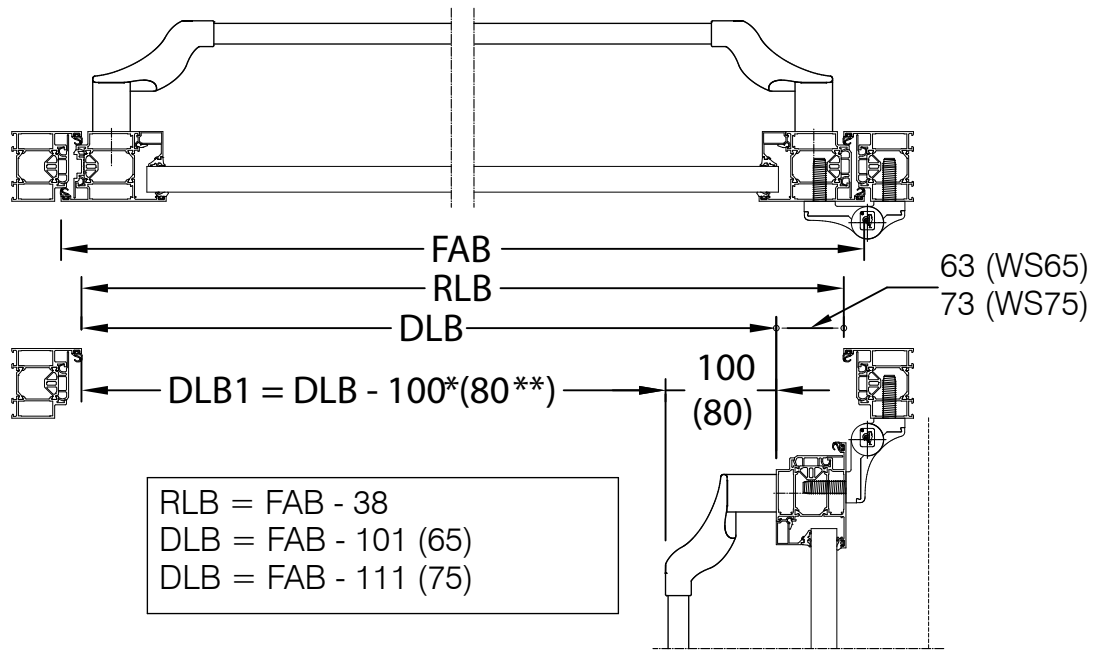 FAB
RLB
63 (WS65)
73 (WS75)
DLB
DLB1 = DLB - 100*(80**)
100
(80)
RLB = FAB - 38
DLB = FAB - 101 (65)
DLB = FAB - 111 (75)